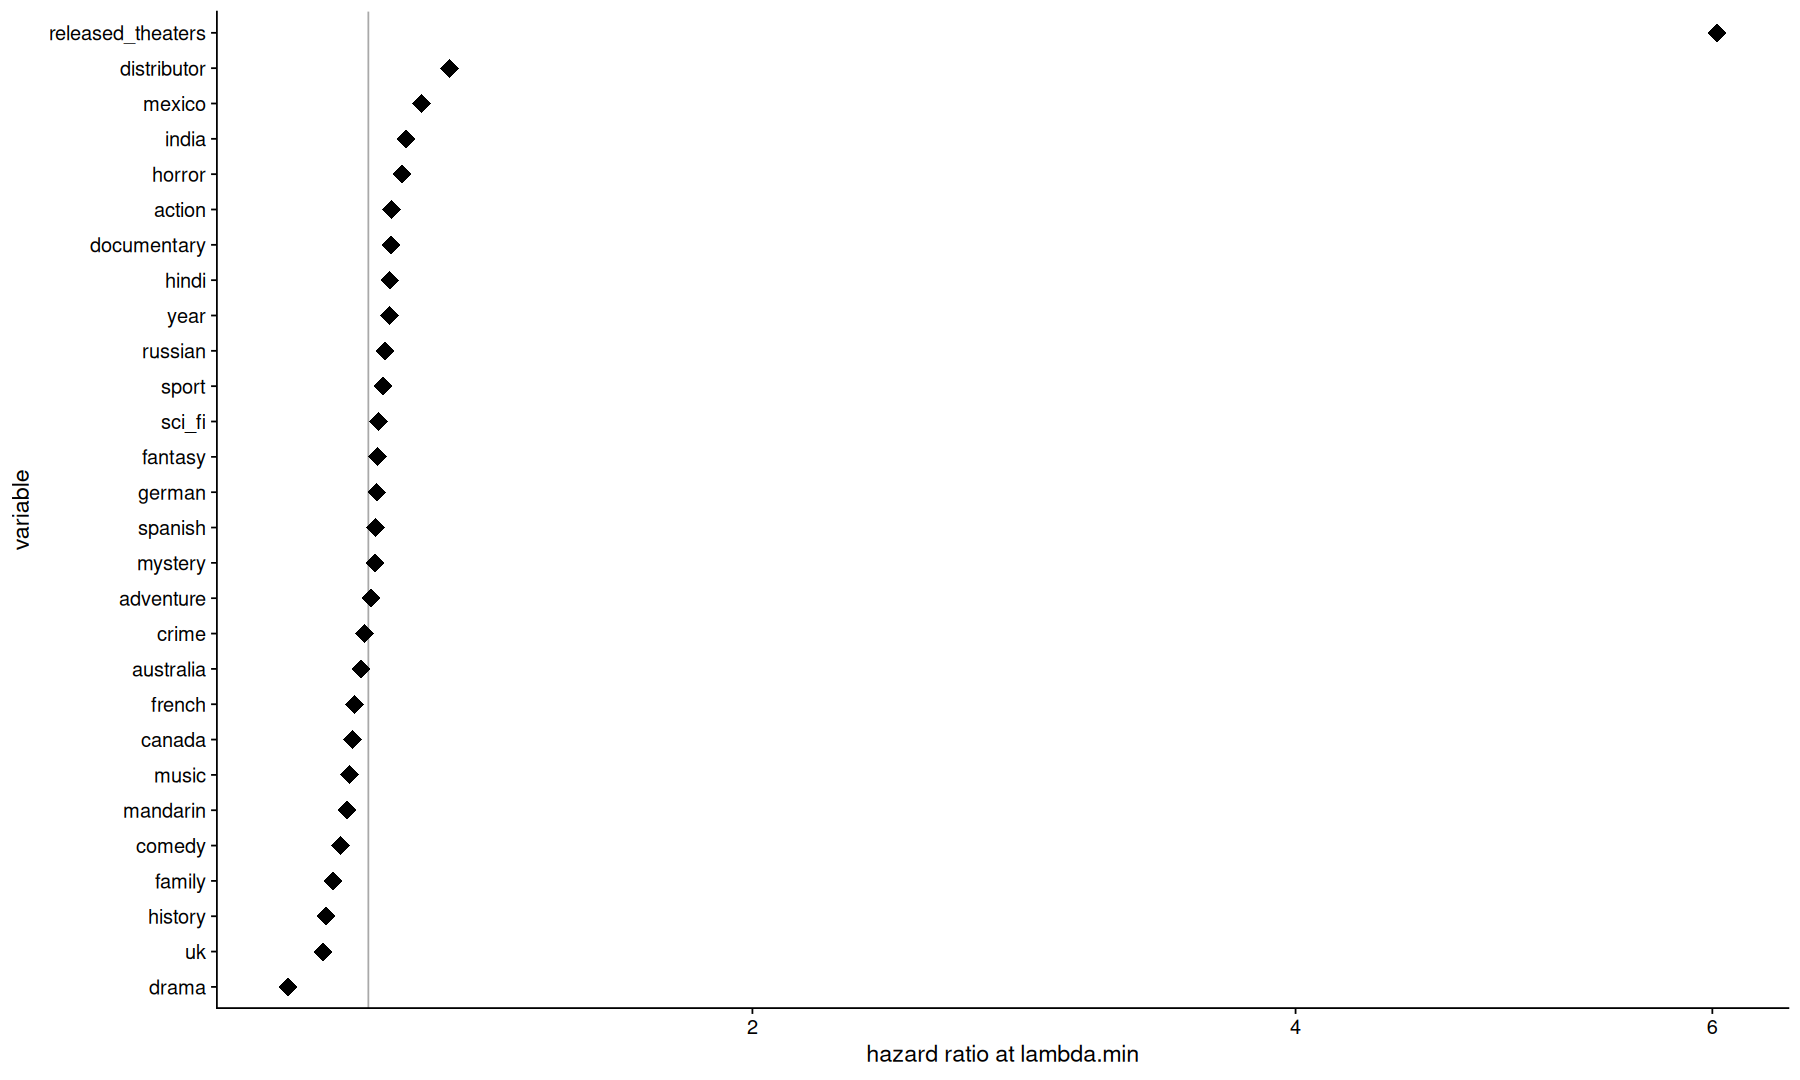 variable
released_theaters
distributor
mexico
india
horror
action
documentary
hindi
year
russian
sport
sci_fi
fantasy
german
spanish
mystery
adventure
crime
australia
french
canada
music
mandarin
comedy
family
history
uk
drama
2 4 6
hazard ratio at lambda.min